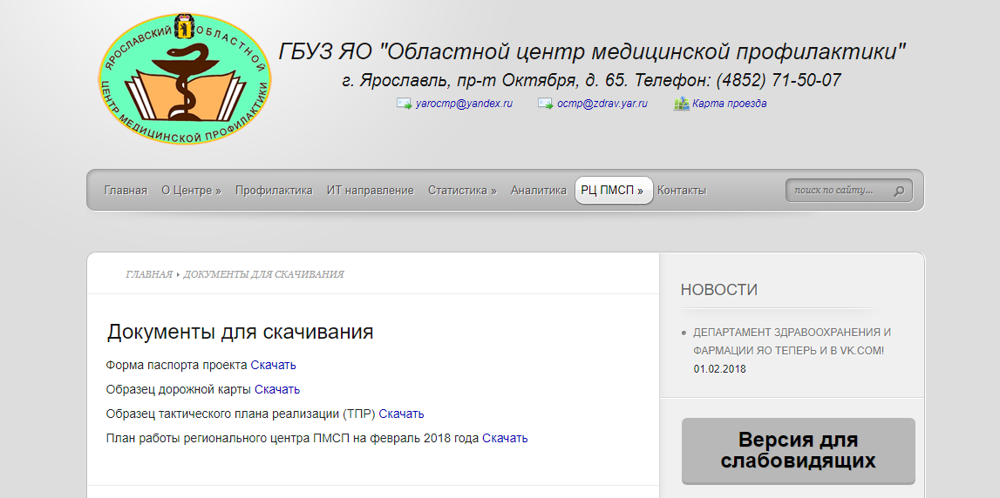 ЯРОСЛАВСКИЙ ОБЛАСТНОЙ
ЦЕНТР МЕДИЦИНСКОЙ ПРОФИЛАКТИКИ
ГБУЗ ЯО "Областной центр медицинской профилактики"
г. Ярославль, пр-т Октября, д. 65. Телефон: (4852) 71-50-07
yarocmp@yandex.ru ocmp@zdrav.yar.ru Карта проезда
Главная О Центре » Профилактика ИТ направление Статистика » Аналитика РЦ ПМСП » Контакты поиск по сайту...
ГЛАВНАЯ ДОКУМЕНТЫ ДЛЯ СКАЧИВАНИЯ
Документы для скачивания
Форма паспорта проекта Скачать
Образец дорожной карты Скачать
Образец тактического плана реализации (ТПР) Скачать
План работы регионального центра ПМСП на февраль 2018 года Скачать
НОВОСТИ
ДЕПАРТАМЕНТ ЗДРАВООХРАНЕНИЯ И
ФАРМАЦИИ ЯО ТЕПЕРЬ И В VK.COM!
01.02.2018
Версия для
слабовидящих